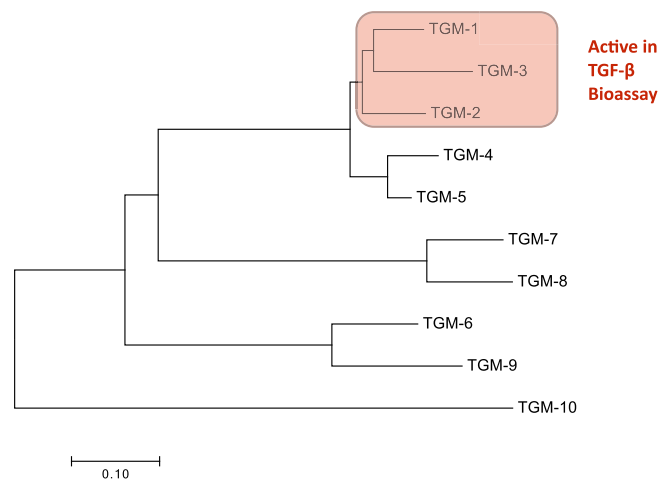 TGM-1
TGM-3
TGM-2
Active in
TGF-β
Bioassay
TGM-4
TGM-5
TGM-7
TGM-8
TGM-6
TGM-9
TGM-10
0.10